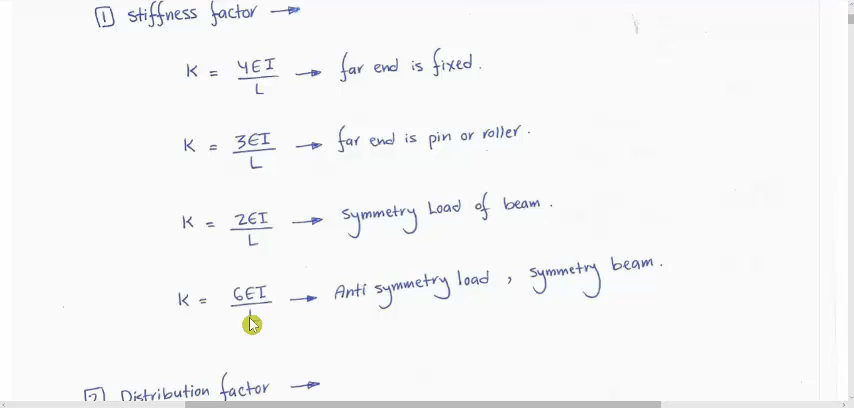 1 Stiffness factor →
K = 4EI/L → far end is fixed.
K = 3EI/L → far end is pin or roller.
K = 2EI/L → Symmetry Load of beam.
K = 6EI/L → Anti symmetry load, symmetry beam.
2 Distribution factor →